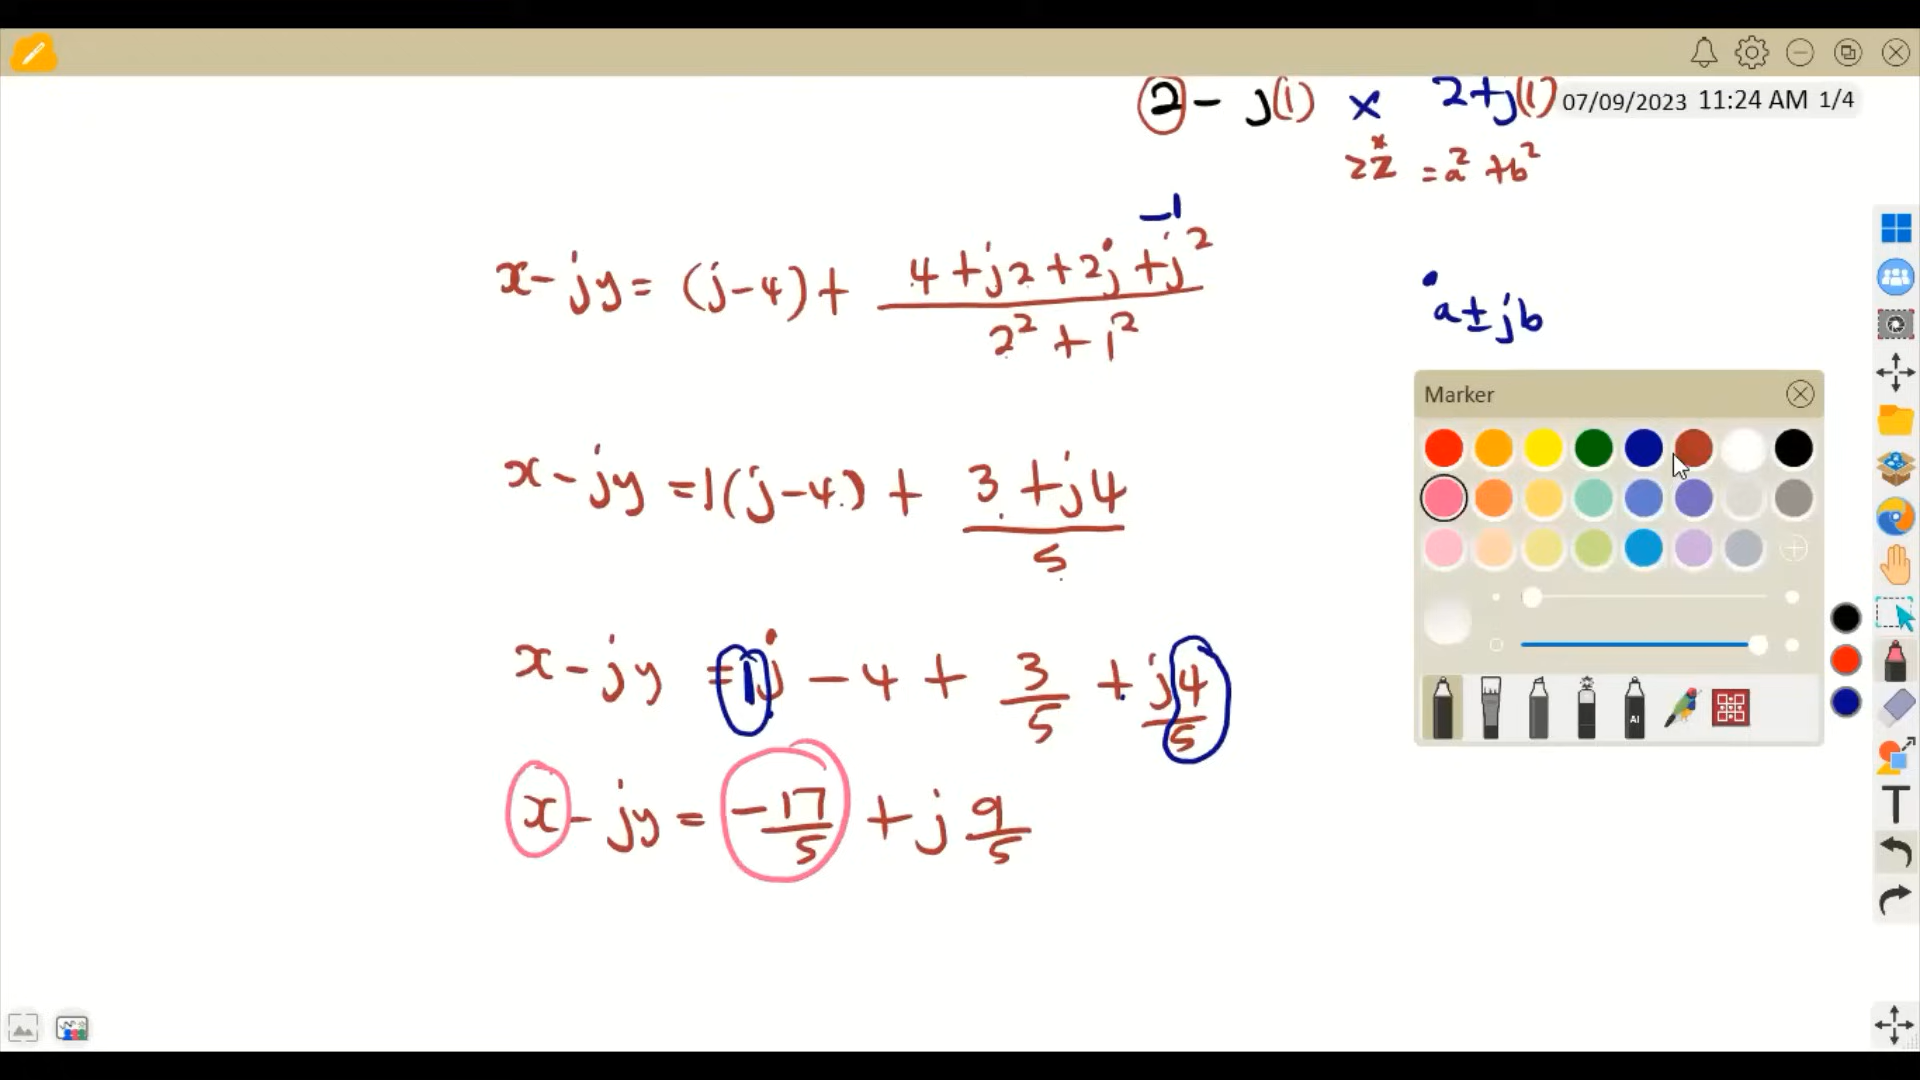 2 - j(1) x 2+j(1)
07/09/2023 11:24 AM 1/4
zz* = a² + b²
-1
x - jy = (j-4) + 4 + j2 + 2j + j² / 2² + 1²
a ± jb
Marker
x - jy = 1(j-4) + 3 + j4 / 5
x - jy = 1j - 4 + 3/5 + j4/5
AI
x - jy = -17/5 + j 9/5
T